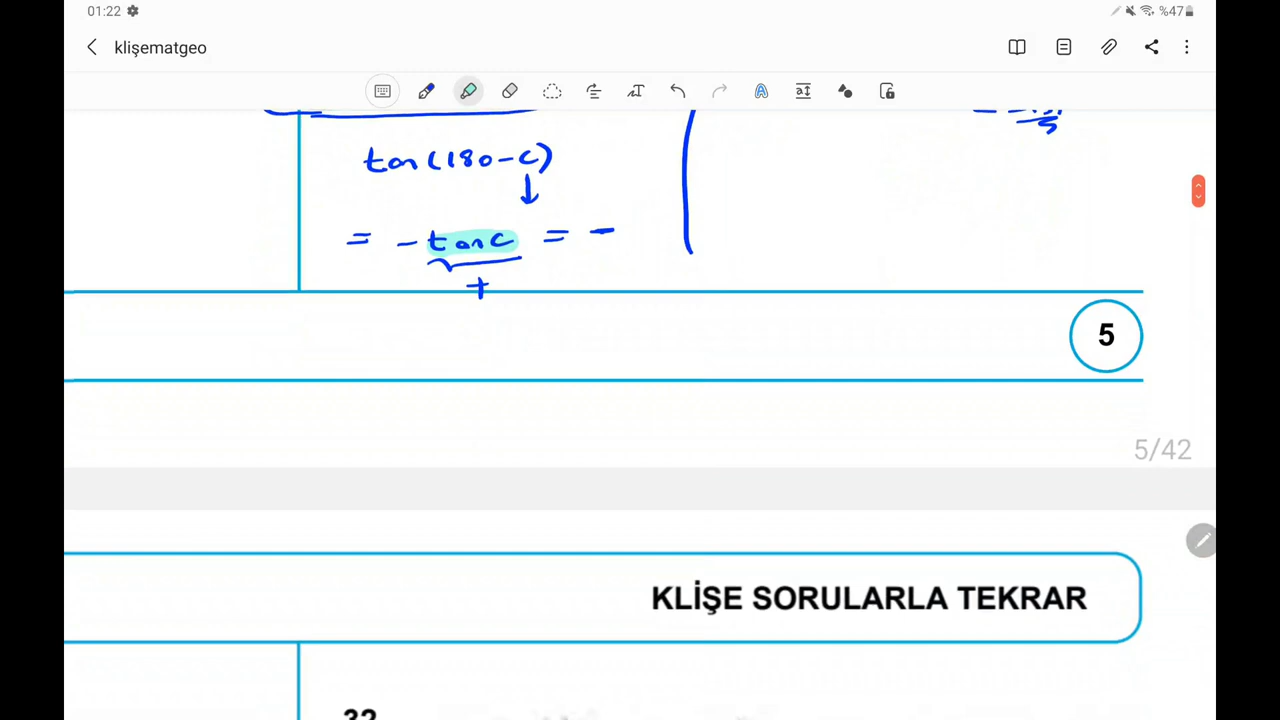 01:22
%47
klişematgeo
tan(180-c)
= -tanc = -
+
5
5/42
KLİŞE SORULARLA TEKRAR
32